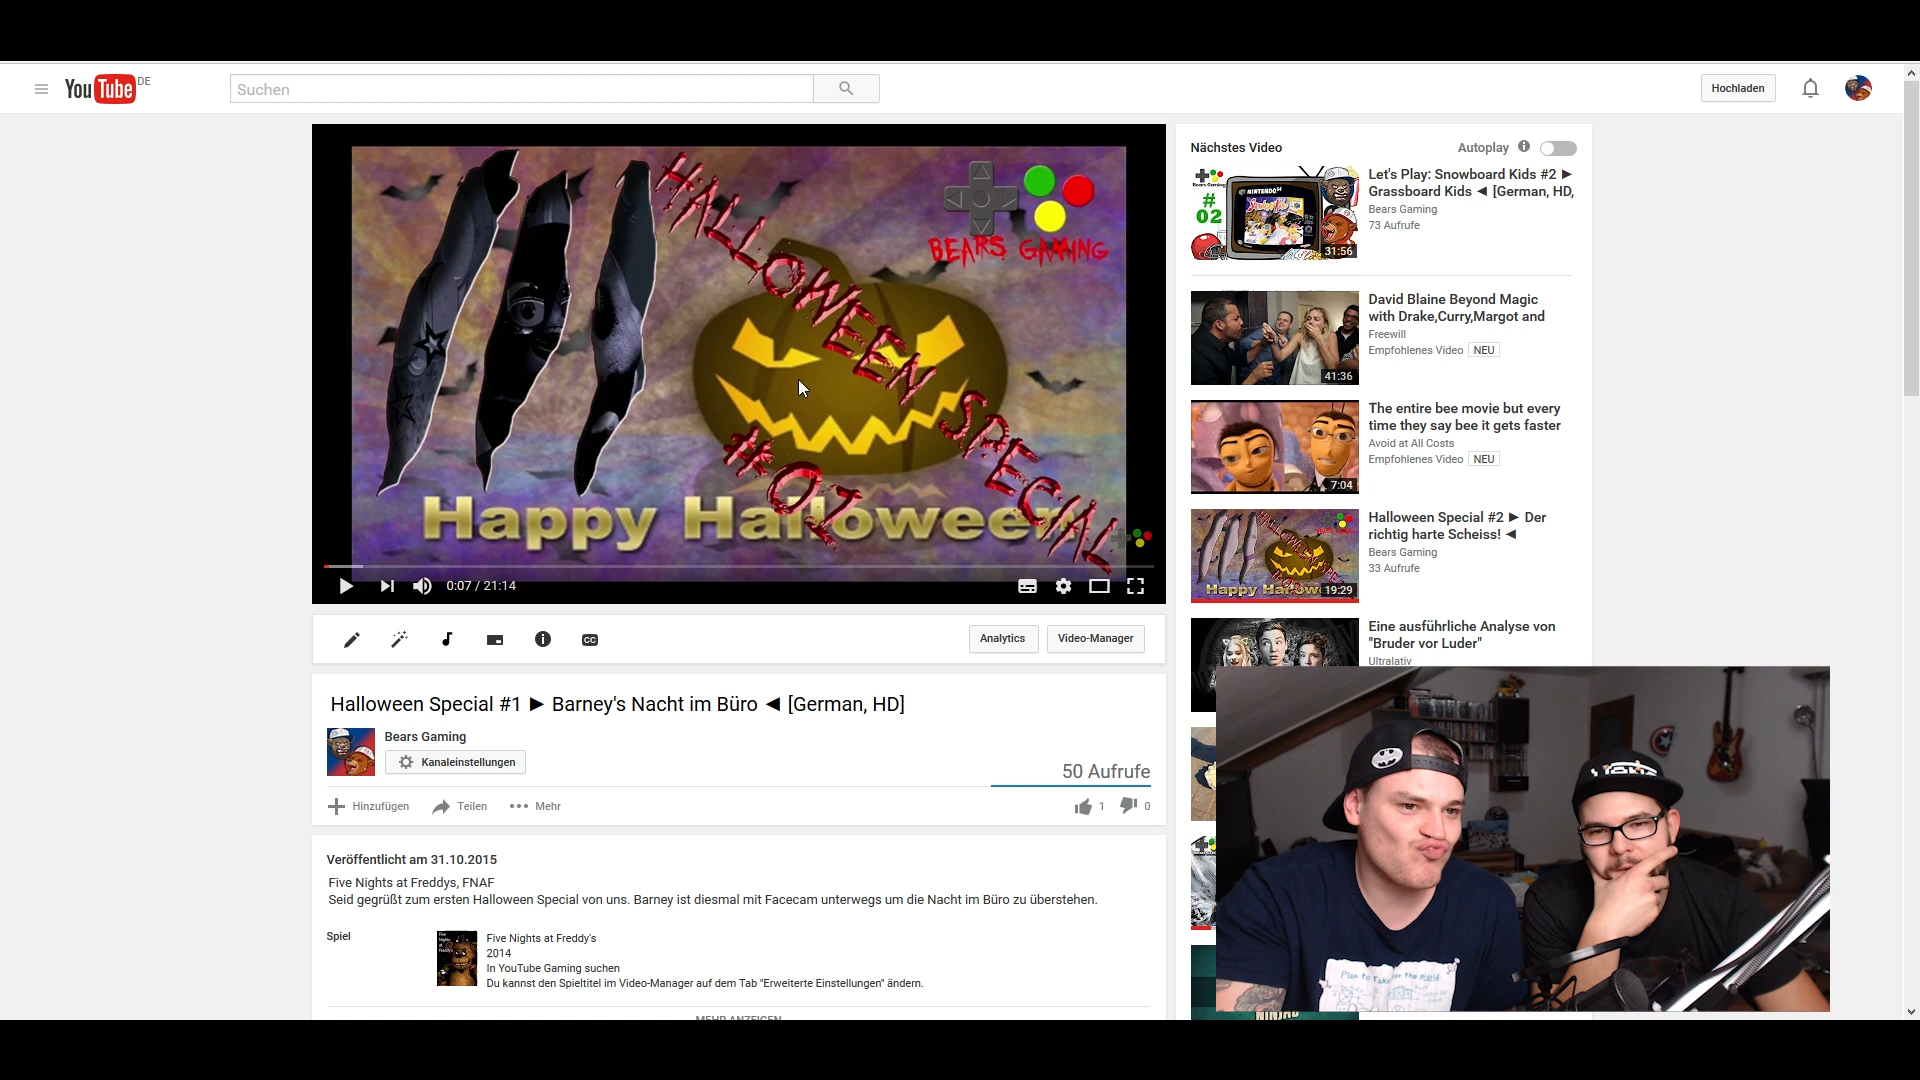 YouTube DE
Suchen
Hochladen
HALLOWEEN SPECIAL
#01
BEARS GAMING
Happy Halloween
0:07 / 21:14
Analytics
Video-Manager
Halloween Special #1 ► Barney's Nacht im Büro ◄ [German, HD]
Bears Gaming
Kanaleinstellungen
50 Aufrufe
Hinzufügen
Teilen
Mehr
1
0
Veröffentlicht am 31.10.2015
Five Nights at Freddys, FNAF
Seid gegrüßt zum ersten Halloween Special von uns. Barney ist diesmal mit Facecam unterwegs um die Nacht im Büro zu überstehen.
Spiel
Five Nights at Freddy's
2014
In YouTube Gaming suchen
Du kannst den Spieltitel im Video-Manager auf dem Tab "Erweiterte Einstellungen" ändern.
MEHR ANZEIGEN
Nächstes Video
Autoplay
#
02
NINTENDO 64
31:56
Let's Play: Snowboard Kids #2 ►
Grassboard Kids ◄ [German, HD,
Bears Gaming
73 Aufrufe
41:36
David Blaine Beyond Magic
with Drake,Curry,Margot and
Freewill
Empfohlenes Video NEU
7:04
The entire bee movie but every
time they say bee it gets faster
Avoid at All Costs
Empfohlenes Video NEU
19:29
Halloween Special #2 ► Der
richtig harte Scheiss! ◄
Bears Gaming
33 Aufrufe
Eine ausführliche Analyse von
"Bruder vor Luder"
Ultralativ